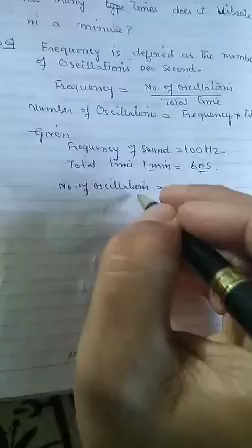 many type times does it vibrate
in a minute?
Frequency is defined as the number
of Oscillations per second.
Frequency = No. of oscillations
Total time
Number of Oscillations = Frequency ×
Given
Frequency of Sound = 100 Hz.
Total time 1 min = 60s
No. of oscillations =